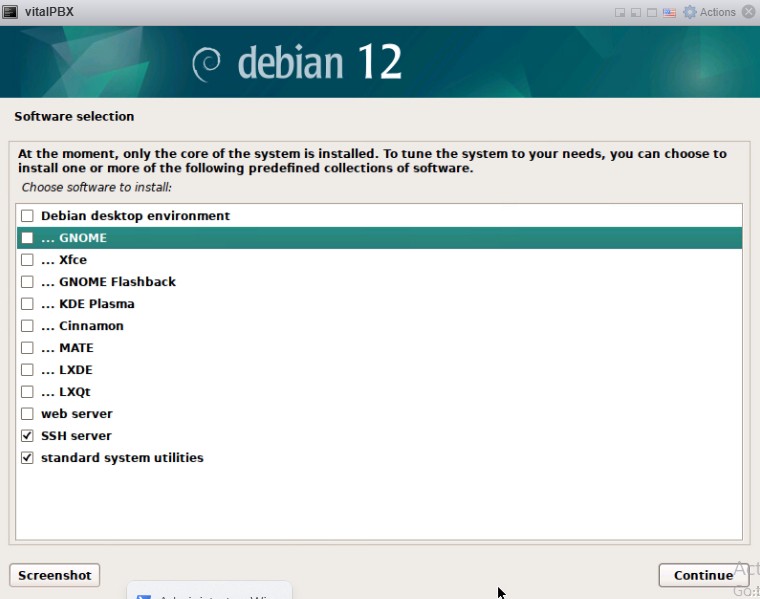 vitalPBX
Actions
debian 12
Software selection
At the moment, only the core of the system is installed. To tune the system to your needs, you can choose to
install one or more of the following predefined collections of software.
Choose software to install:
Debian desktop environment
... GNOME
... Xfce
... GNOME Flashback
... KDE Plasma
... Cinnamon
... MATE
... LXDE
... LXQt
web server
SSH server
standard system utilities
Screenshot
Continue